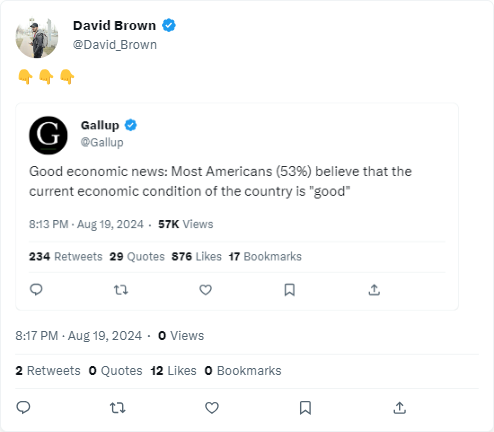 David Brown
@David_Brown
👇👇👇
G
Gallup
@Gallup
Good economic news: Most Americans (53%) believe that the
current economic condition of the country is "good"
8:13 PM · Aug 19, 2024 · 57K Views
234 Retweets 29 Quotes 876 Likes 17 Bookmarks
8:17 PM · Aug 19, 2024 · 0 Views
2 Retweets 0 Quotes 12 Likes 0 Bookmarks